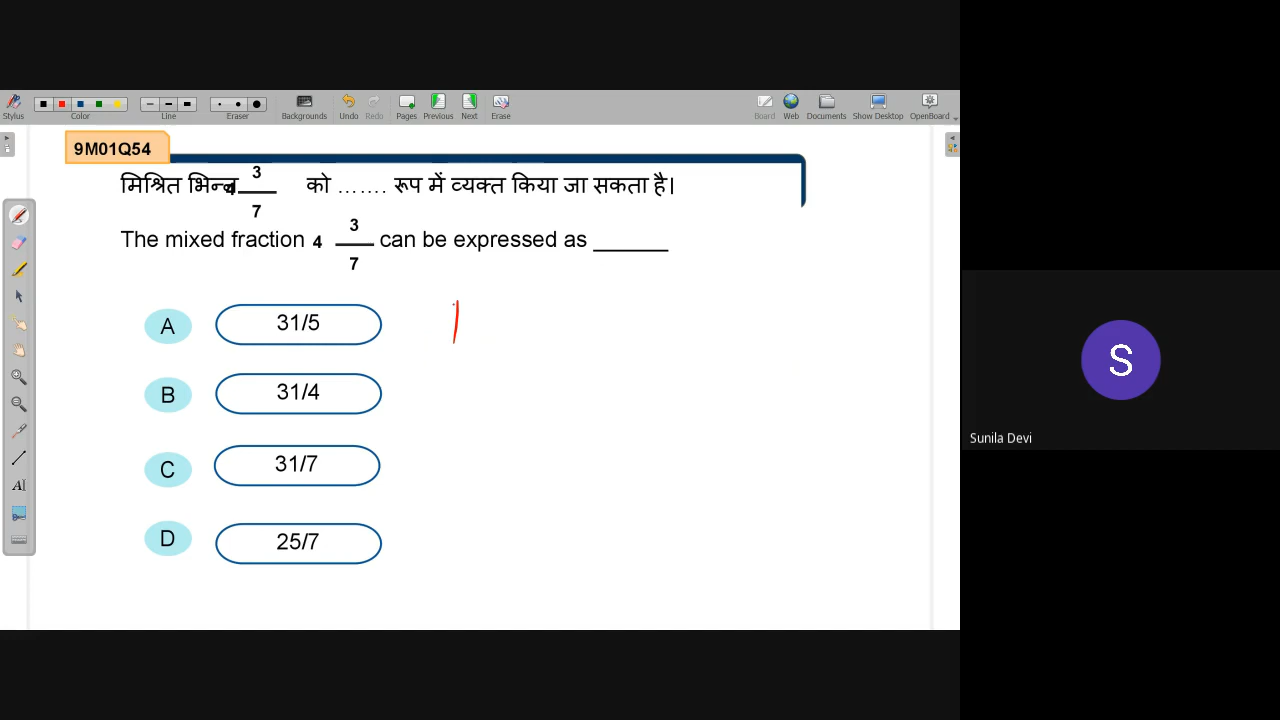 Stylus Color Line Eraser Backgrounds Undo Redo Pages Previous Next Erase Board Web Documents Show Desktop OpenBoard
9M01Q54
मिश्रित भिन्न 4 3/7 को ……. रूप में व्यक्त किया जा सकता है।
The mixed fraction 4 3/7 can be expressed as ______
A 31/5
B 31/4
C 31/7
D 25/7
S
Sunila Devi